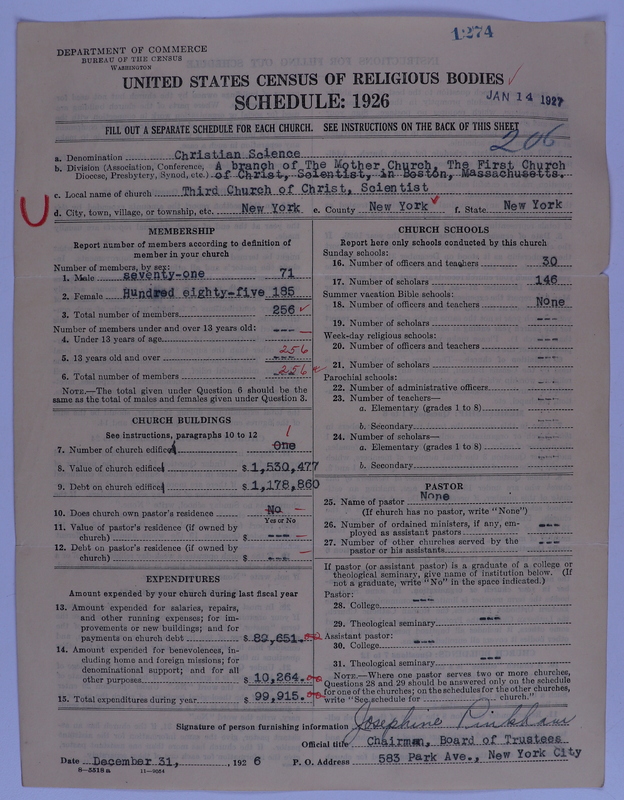 1274
DEPARTMENT OF COMMERCE
BUREAU OF THE CENSUS
WASHINGTON
UNITED STATES CENSUS OF RELIGIOUS BODIES
SCHEDULE: 1926
JAN 14 1927
FILL OUT A SEPARATE SCHEDULE FOR EACH CHURCH. SEE INSTRUCTIONS ON THE BACK OF THIS SHEET
206
a. Denomination Christian Science
b. Division (Association, Conference, A branch of The Mother Church, The First Church
Diocese, Presbytery, Synod, etc.) of Christ, Scientist, in Boston, Massachusetts.
c. Local name of church Third Church of Christ, Scientist
d. City, town, village, or township, etc. New York e. County New York f. State New York
MEMBERSHIP
Report number of members according to definition of
member in your church
Number of members, by sex:
1. Male seventy-one 71
2. Female Hundred eighty-five 185
3. Total number of members 256
Number of members under and over 13 years old:
4. Under 13 years of age ---
5. 13 years old and over 256
6. Total number of members 256
NOTE.—The total given under Question 6 should be
same as the total of males and females given under Question 3.
CHURCH BUILDINGS
See instructions, paragraphs 10 to 12
7. Number of church edifice One 1
8. Value of church edifice $1,530,477
9. Debt on church edifice $1,178,860
10. Does church own pastor's residence No
Yes or No
11. Value of pastor's residence (if owned by
church) $ ---
12. Debt on pastor's residence (if owned by
church) $ ---
EXPENDITURES
Amount expended by your church during last fiscal year
13. Amount expended for salaries, repairs,
and other running expenses; for im-
provements or new buildings; and for
payments on church debt $89,651.
14. Amount expended for benevolences, in-
cluding home and foreign missions; for
denominational support; and for all
other purposes $10,264.
15. Total expenditures during year $99,915.
CHURCH SCHOOLS
Report here only schools conducted by this church
Sunday schools:
16. Number of officers and teachers 30
17. Number of scholars 146
Summer vacation Bible schools:
18. Number of officers and teachers None
19. Number of scholars ---
Week-day religious schools:
20. Number of officers and teachers ---
21. Number of scholars ---
Parochial schools:
22. Number of administrative officers ---
23. Number of teachers—
a. Elementary (grades 1 to 8) ---
b. Secondary ---
24. Number of scholars—
a. Elementary (grades 1 to 8) ---
b. Secondary ---
PASTOR
25. Name of pastor None
(If church has no pastor, write "None")
26. Number of ordained ministers, if any, em-
ployed as assistant pastors ---
27. Number of other churches served by the
pastor or his assistants ---
If pastor (or assistant pastor) is a graduate of a college or
theological seminary, give name of institution below. (If
not a graduate, write "No" in the space indicated.)
Pastor:
28. College ---
29. Theological seminary ---
Assistant pastor:
30. College ---
31. Theological seminary ---
NOTE.—Where one pastor serves two or more churches,
Questions 28 and 29 should be answered only on the schedule
for one of the churches; on the schedules for the other churches,
write "See schedule for church."
Signature of person furnishing information Josephine Pinkham
Official title Chairman, Board of Trustees
Date December 31, 1926 P. O. Address 583 Park Ave., New York City
8—5518 a 11—9054